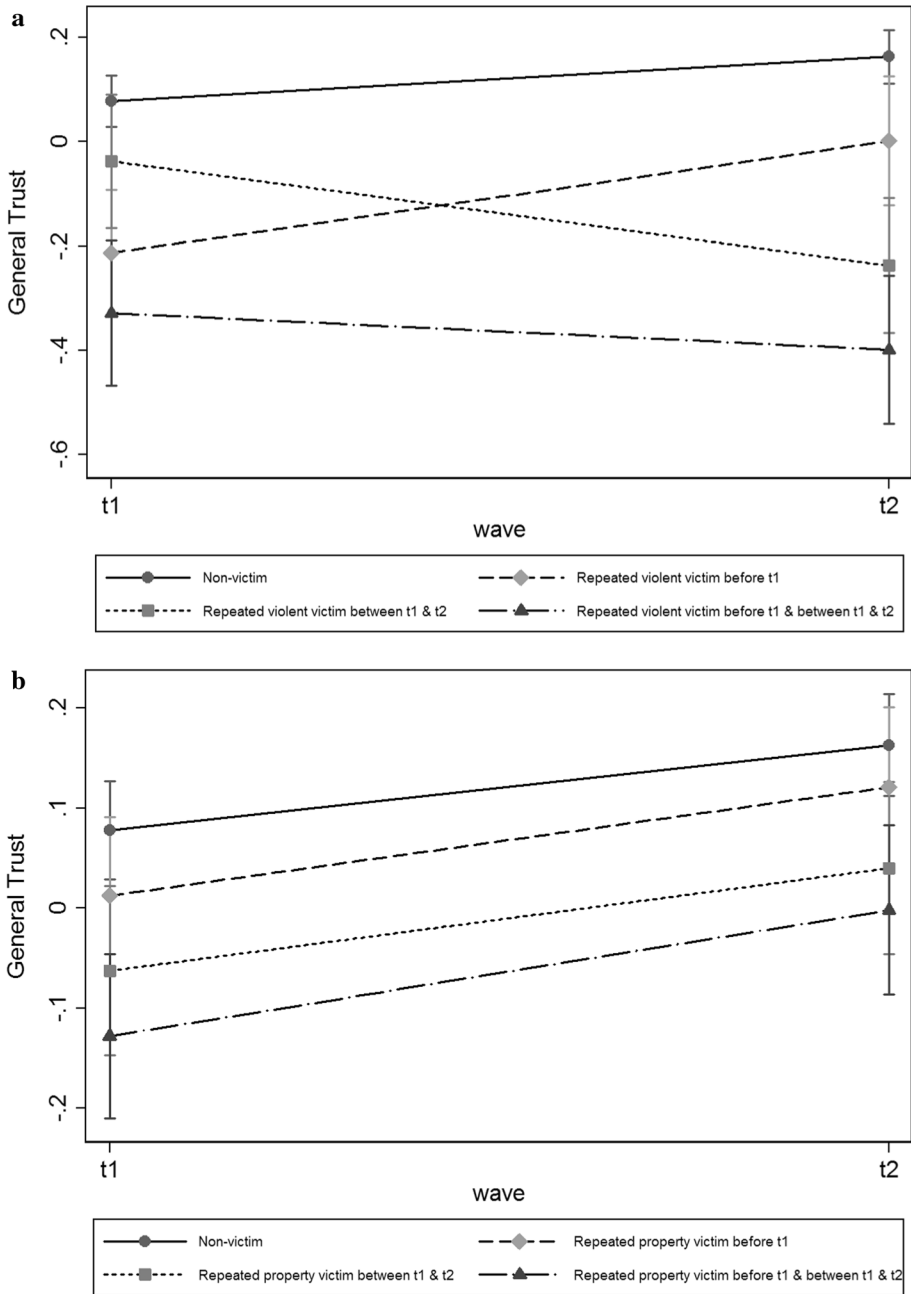 a
General Trust
.2
0
-.2
-.4
-.6
t1
t2
wave
Non-victim
Repeated violent victim before t1
Repeated violent victim between t1 & t2
Repeated violent victim before t1 & between t1 & t2
b
General Trust
.2
.1
0
-.1
-.2
t1
t2
wave
Non-victim
Repeated property victim before t1
Repeated property victim between t1 & t2
Repeated property victim before t1 & between t1 & t2